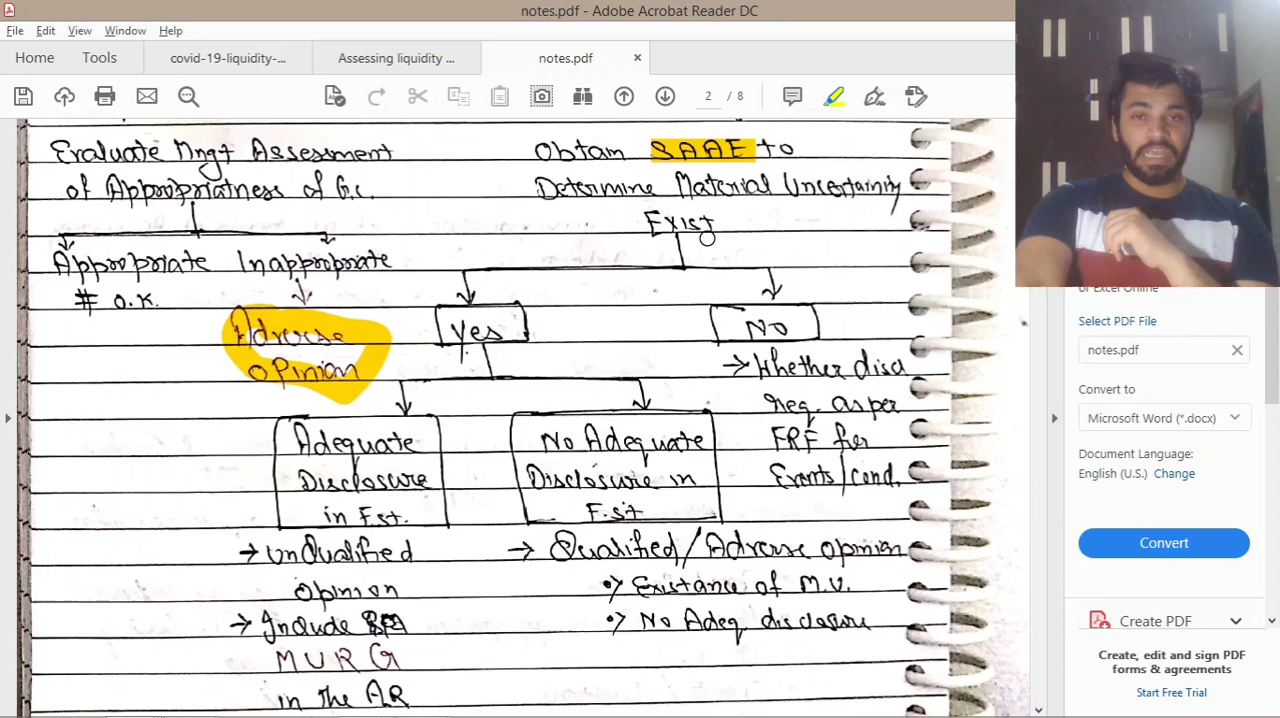 notes.pdf - Adobe Acrobat Reader DC
File Edit View Window Help
Home Tools covid-19-liquidity-... Assessing liquidity ... notes.pdf ×
2 / 8
Evaluate Mngt Assessment
of Appropriatness of G.C.
Appropriate Inappropriate
# O.K.
Adverse
opinion
Obtain SAAE to
Determine Material Uncertainity
Exist
Yes
No
→ Whether discl
req. as per
FRF for
Events/cond.
Adequate
Disclosure
in F.st.
→ unqualified
opinion
→ Include
M U R G
in the AR
No Adequate
Disclosure in
F.st
→ Qualified/Adverse opinion
•> Existance of M.U.
•> No Adeq disclosure
or Excel Online
Select PDF File
notes.pdf ×
Convert to
Microsoft Word (*.docx)
Document Language:
English (U.S.) Change
Convert
Create PDF
Create, edit and sign PDF
forms & agreements
Start Free Trial